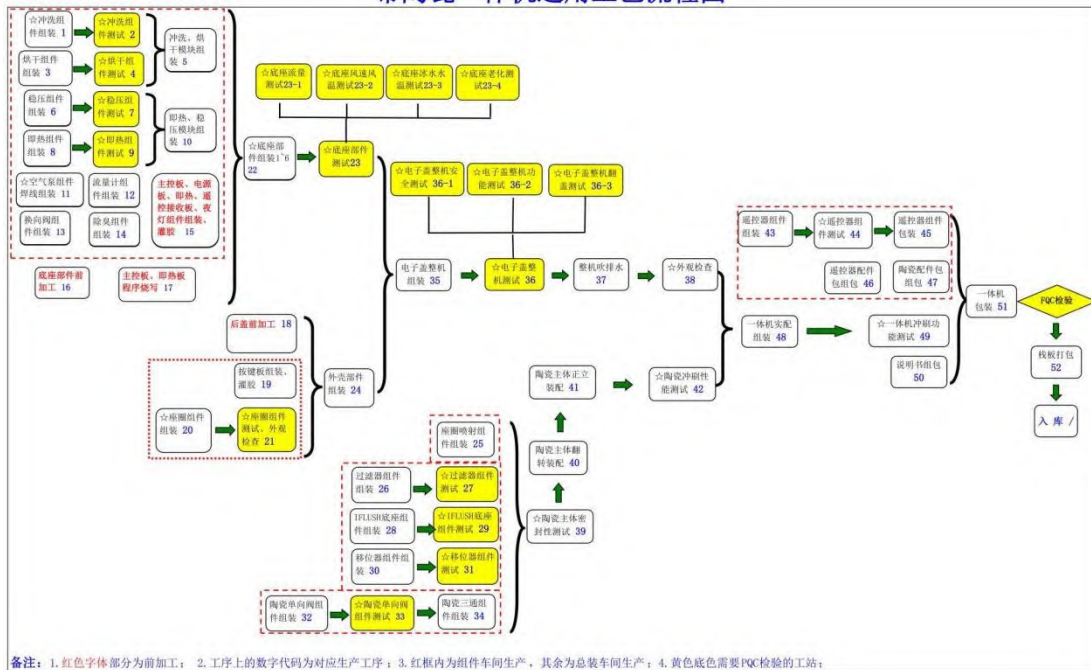 ☆冲洗组
件组装 1
☆冲洗组
件测试 2
烘干组件
组装 3
☆烘干组
件测试 4
冲洗、烘
干模块组
装 5
稳压组件
组装 6
☆稳压组
件测试 7
即热组件
组装 8
☆即热组
件测试 9
即热、稳
压模块组
装 10
☆空气泵组件
焊线组装 11
流量计组
件组装 12
换向阀组
件组装 13
除臭组件
组装 14
主控板、电源
板、即热、遥
控接收板、夜
灯组件组装、
灌胶 15
底座部件前
加工 16
主控板、即热板
程序烧写 17
☆底座流量
测试23-1
☆底座风速风
温测试23-2
☆底座冰水水
温测试23-3
☆底座老化测
试23-4
☆底座部
件组装1~6
22
☆底座部件
测试23
后盖前加工 18
按键板组装、
灌胶 19
☆座圈组件
组装 20
☆座圈组件
测试、外观
检查 21
外壳部件
组装 24
☆电子盖整机安
全测试 36-1
☆电子盖整机功
能测试 36-2
☆电子盖整机翻
盖测试 36-3
电子盖整机
组装 35
☆电子盖整
机测试 36
整机吹排水
37
☆外观检查
38
座圈喷射组
件组装 25
过滤器组件
组装 26
☆过滤器组件
测试 27
IFLUSH底座组
件组装 28
☆IFLUSH底座
组件测试 29
移位器组件组
装 30
☆移位器组件
测试 31
陶瓷单向阀组
件组装 32
☆陶瓷单向阀
组件测试 33
陶瓷三通组
件组装 34
☆陶瓷主体密
封性测试 39
陶瓷主体翻
转装配 40
陶瓷主体正立
装配 41
☆陶瓷冲刷性
能测试 42
遥控器组件
组装 43
☆遥控器组
件测试 44
遥控器组件
包装 45
遥控器配件
包组包 46
陶瓷配件包
组包 47
一体机实配
组装 48
☆一体机冲刷功
能测试 49
说明书组包
50
一体机
包装 51
FQC检验
栈板打包
52
入 库 /
备注：1.红色字体部分为前加工； 2.工序上的数字代码为对应生产工序；3.红框内为组件车间生产，其余为总装车间生产；4.黄色底色需要PQC检验的工站；